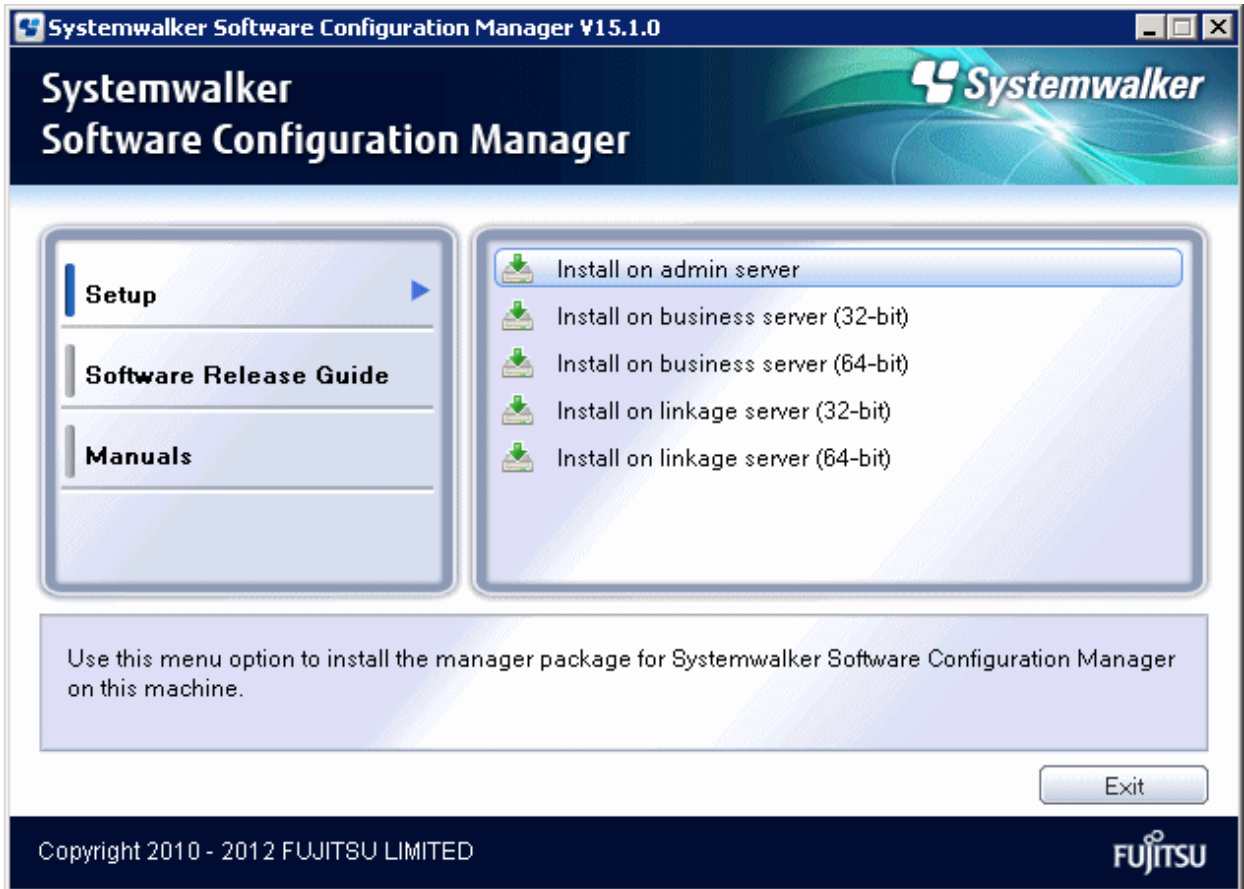 Systemwalker Software Configuration Manager V15.1.0
Systemwalker
Software Configuration Manager
Systemwalker
Setup
Software Release Guide
Manuals
Install on admin server
Install on business server (32-bit)
Install on business server (64-bit)
Install on linkage server (32-bit)
Install on linkage server (64-bit)
Use this menu option to install the manager package for Systemwalker Software Configuration Manager
on this machine.
Exit
Copyright 2010 - 2012 FUJITSU LIMITED
FUJITSU